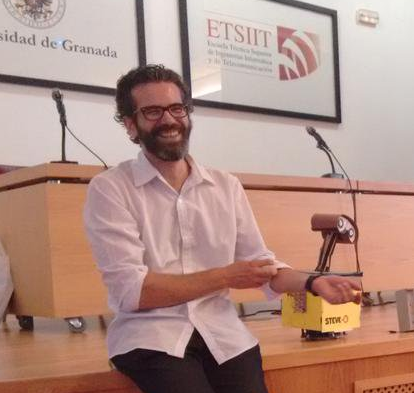 sidad de Granada
ETSIIT
Escuela Técnica Superior
de Ingenierías Informática
y de Telecomunicación
STEVE-O